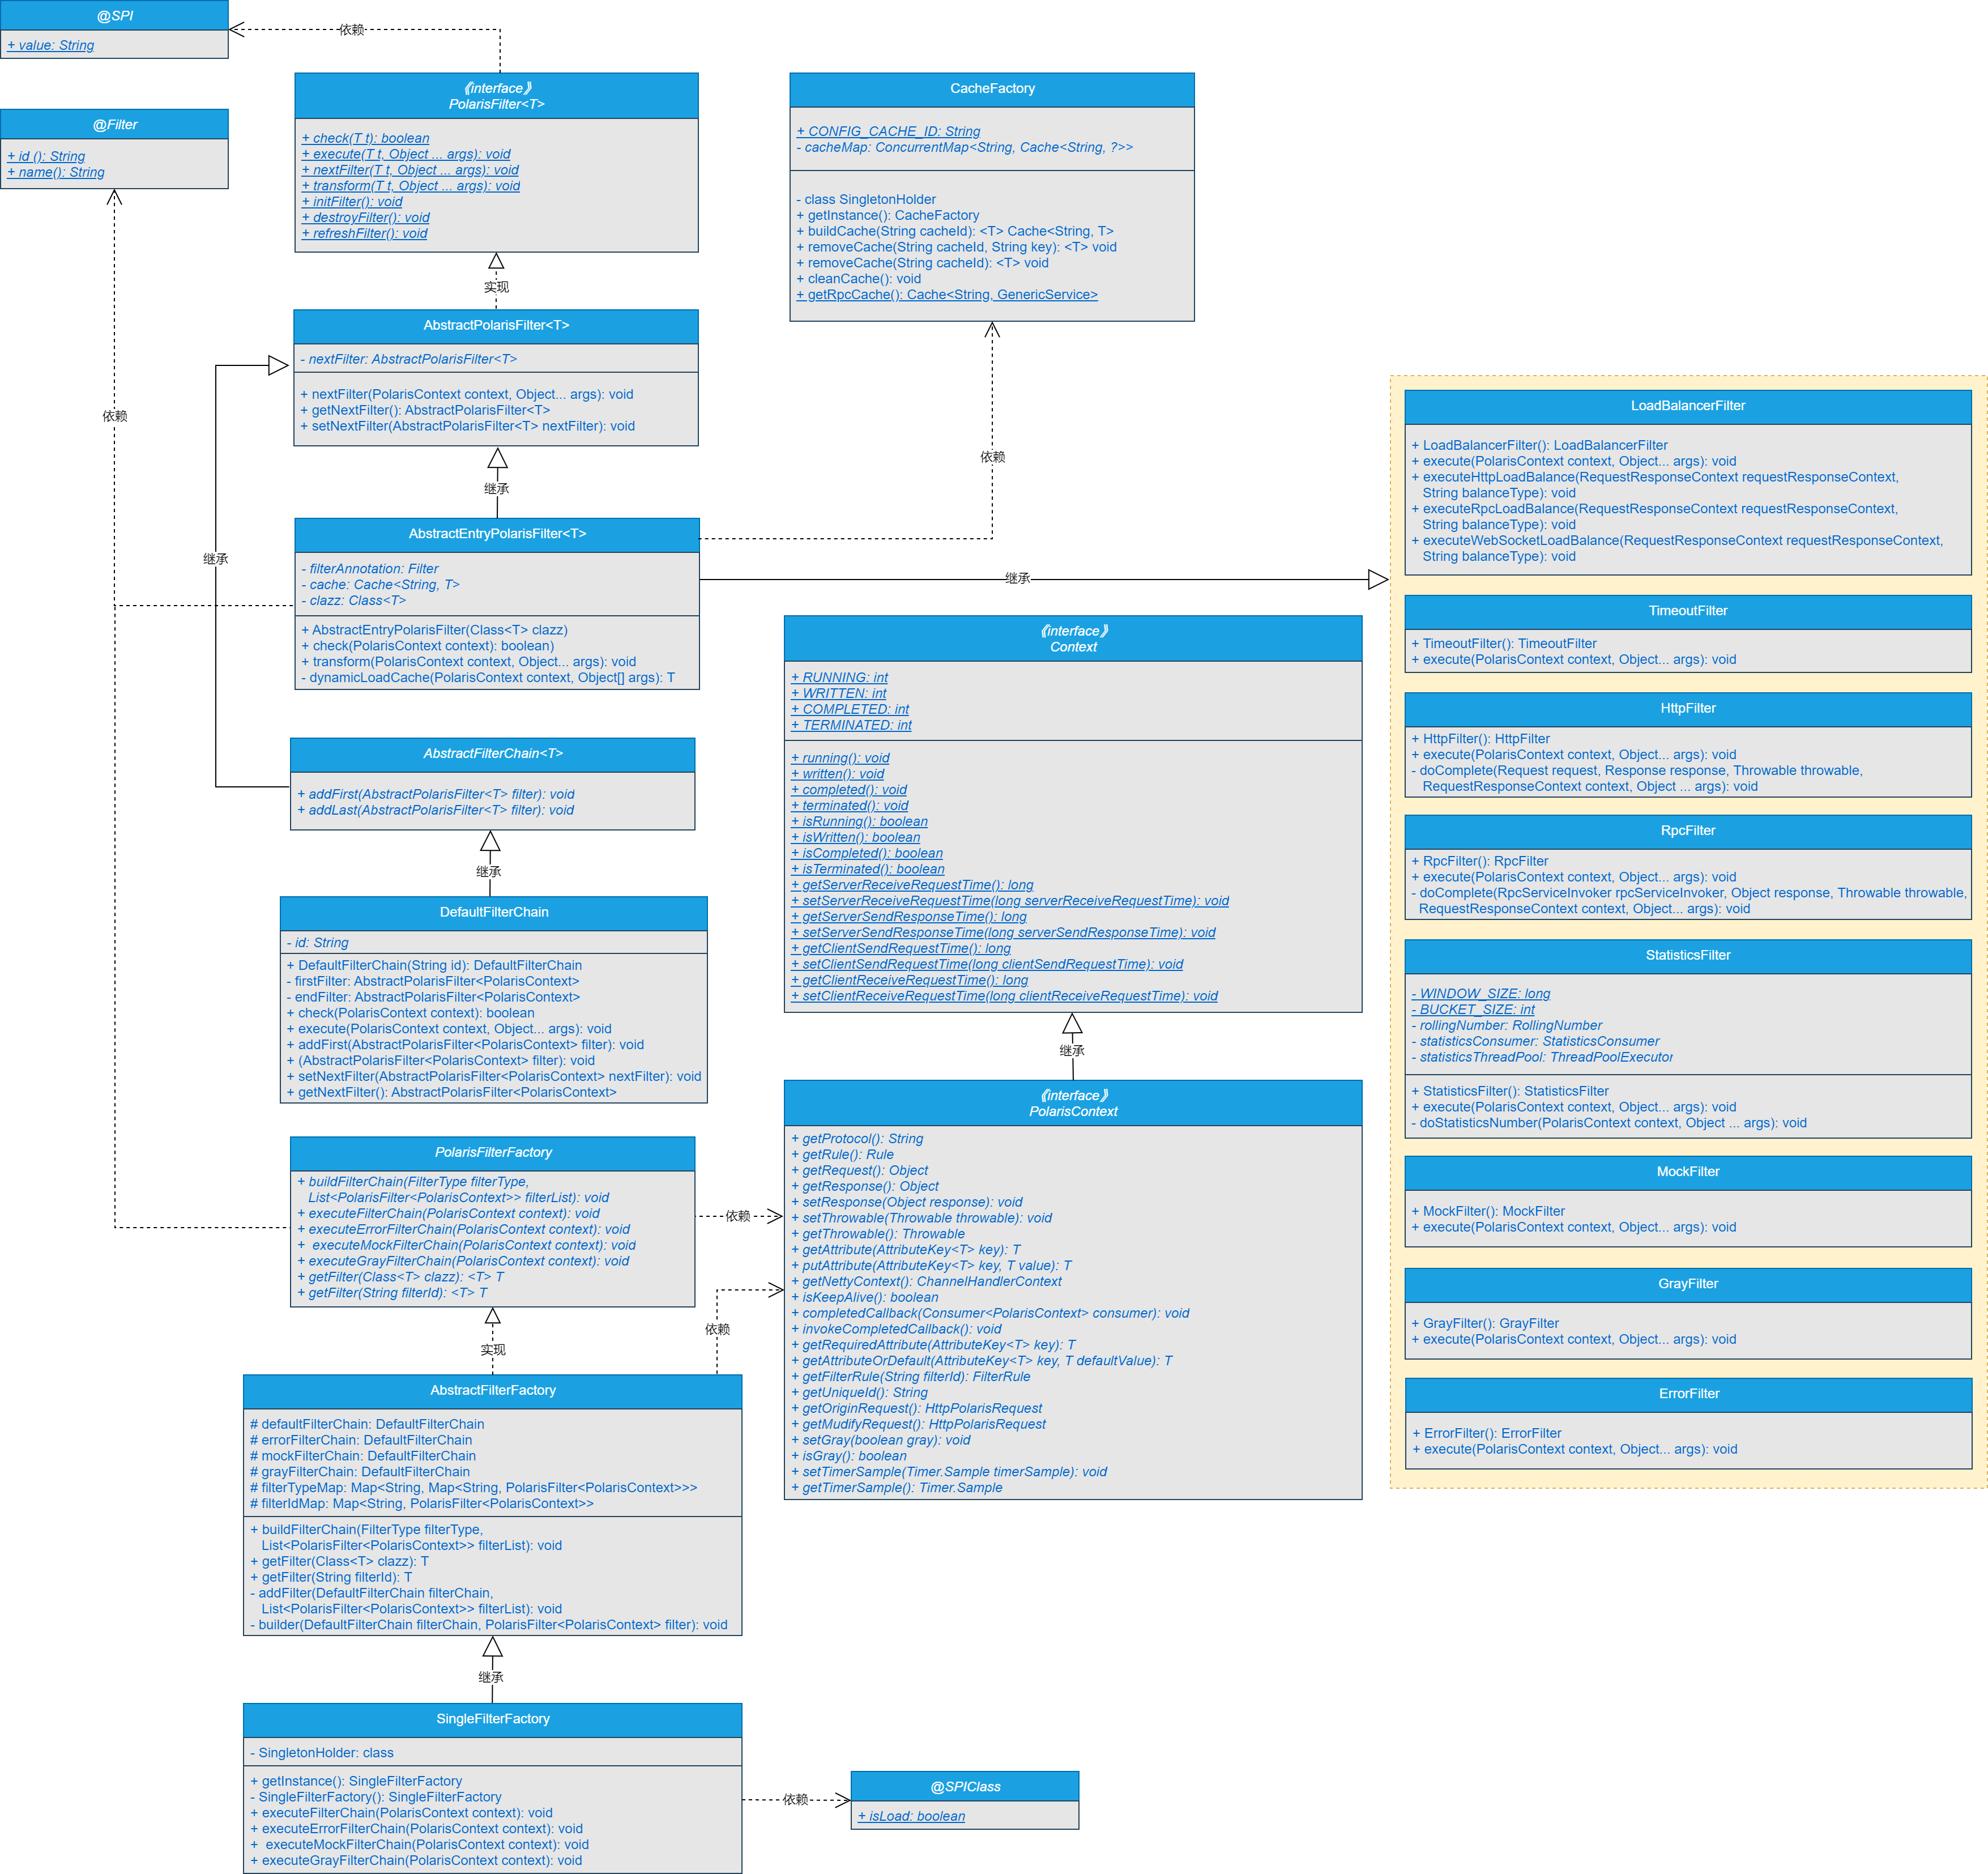 @SPI
+ value: String
依赖
@Filter
+ id (): String
+ name(): String
《interface》
PolarisFilter<T>
+ check(T t): boolean
+ execute(T t, Object ... args): void
+ nextFilter(T t, Object ... args): void
+ transform(T t, Object ... args): void
+ initFilter(): void
+ destroyFilter(): void
+ refreshFilter(): void
实现
CacheFactory
+ CONFIG_CACHE_ID: String
- cacheMap: ConcurrentMap<String, Cache<String, ?>>
- class SingletonHolder
+ getInstance(): CacheFactory
+ buildCache(String cacheId): <T> Cache<String, T>
+ removeCache(String cacheId, String key): <T> void
+ removeCache(String cacheId): <T> void
+ cleanCache(): void
+ getRpcCache(): Cache<String, GenericService>
AbstractPolarisFilter<T>
- nextFilter: AbstractPolarisFilter<T>
+ nextFilter(PolarisContext context, Object... args): void
+ getNextFilter(): AbstractPolarisFilter<T>
+ setNextFilter(AbstractPolarisFilter<T> nextFilter): void
依赖
依赖
继承
继承
AbstractEntryPolarisFilter<T>
- filterAnnotation: Filter
- cache: Cache<String, T>
- clazz: Class<T>
+ AbstractEntryPolarisFilter(Class<T> clazz)
+ check(PolarisContext context): boolean)
+ transform(PolarisContext context, Object... args): void
- dynamicLoadCache(PolarisContext context, Object[] args): T
继承
AbstractFilterChain<T>
+ addFirst(AbstractPolarisFilter<T> filter): void
+ addLast(AbstractPolarisFilter<T> filter): void
继承
DefaultFilterChain
- id: String
+ DefaultFilterChain(String id): DefaultFilterChain
- firstFilter: AbstractPolarisFilter<PolarisContext>
- endFilter: AbstractPolarisFilter<PolarisContext>
+ check(PolarisContext context): boolean
+ execute(PolarisContext context, Object... args): void
+ addFirst(AbstractPolarisFilter<PolarisContext> filter): void
+ (AbstractPolarisFilter<PolarisContext> filter): void
+ setNextFilter(AbstractPolarisFilter<PolarisContext> nextFilter): void
+ getNextFilter(): AbstractPolarisFilter<PolarisContext>
PolarisFilterFactory
+ buildFilterChain(FilterType filterType,
List<PolarisFilter<PolarisContext>> filterList): void
+ executeFilterChain(PolarisContext context): void
+ executeErrorFilterChain(PolarisContext context): void
+  executeMockFilterChain(PolarisContext context): void
+ executeGrayFilterChain(PolarisContext context): void
+ getFilter(Class<T> clazz): <T> T
+ getFilter(String filterId): <T> T
依赖
依赖
实现
AbstractFilterFactory
# defaultFilterChain: DefaultFilterChain
# errorFilterChain: DefaultFilterChain
# mockFilterChain: DefaultFilterChain
# grayFilterChain: DefaultFilterChain
# filterTypeMap: Map<String, Map<String, PolarisFilter<PolarisContext>>>
# filterIdMap: Map<String, PolarisFilter<PolarisContext>>
+ buildFilterChain(FilterType filterType,
List<PolarisFilter<PolarisContext>> filterList): void
+ getFilter(Class<T> clazz): T
+ getFilter(String filterId): T
- addFilter(DefaultFilterChain filterChain,
List<PolarisFilter<PolarisContext>> filterList): void
- builder(DefaultFilterChain filterChain, PolarisFilter<PolarisContext> filter): void
继承
SingleFilterFactory
- SingletonHolder: class
+ getInstance(): SingleFilterFactory
- SingleFilterFactory(): SingleFilterFactory
+ executeFilterChain(PolarisContext context): void
+ executeErrorFilterChain(PolarisContext context): void
+  executeMockFilterChain(PolarisContext context): void
+ executeGrayFilterChain(PolarisContext context): void
依赖
@SPIClass
+ isLoad: boolean
《interface》
Context
+ RUNNING: int
+ WRITTEN: int
+ COMPLETED: int
+ TERMINATED: int
+ running(): void
+ written(): void
+ completed(): void
+ terminated(): void
+ isRunning(): boolean
+ isWritten(): boolean
+ isCompleted(): boolean
+ isTerminated(): boolean
+ getServerReceiveRequestTime(): long
+ setServerReceiveRequestTime(long serverReceiveRequestTime): void
+ getServerSendResponseTime(): long
+ setServerSendResponseTime(long serverSendResponseTime): void
+ getClientSendRequestTime(): long
+ setClientSendRequestTime(long clientSendRequestTime): void
+ getClientReceiveRequestTime(): long
+ setClientReceiveRequestTime(long clientReceiveRequestTime): void
继承
《interface》
PolarisContext
+ getProtocol(): String
+ getRule(): Rule
+ getRequest(): Object
+ getResponse(): Object
+ setResponse(Object response): void
+ setThrowable(Throwable throwable): void
+ getThrowable(): Throwable
+ getAttribute(AttributeKey<T> key): T
+ putAttribute(AttributeKey<T> key, T value): T
+ getNettyContext(): ChannelHandlerContext
+ isKeepAlive(): boolean
+ completedCallback(Consumer<PolarisContext> consumer): void
+ invokeCompletedCallback(): void
+ getRequiredAttribute(AttributeKey<T> key): T
+ getAttributeOrDefault(AttributeKey<T> key, T defaultValue): T
+ getFilterRule(String filterId): FilterRule
+ getUniqueId(): String
+ getOriginRequest(): HttpPolarisRequest
+ getMudifyRequest(): HttpPolarisRequest
+ setGray(boolean gray): void
+ isGray(): boolean
+ setTimerSample(Timer.Sample timerSample): void
+ getTimerSample(): Timer.Sample
LoadBalancerFilter
+ LoadBalancerFilter(): LoadBalancerFilter
+ execute(PolarisContext context, Object... args): void
+ executeHttpLoadBalance(RequestResponseContext requestResponseContext,
String balanceType): void
+ executeRpcLoadBalance(RequestResponseContext requestResponseContext,
String balanceType): void
+ executeWebSocketLoadBalance(RequestResponseContext requestResponseContext,
String balanceType): void
TimeoutFilter
+ TimeoutFilter(): TimeoutFilter
+ execute(PolarisContext context, Object... args): void
HttpFilter
+ HttpFilter(): HttpFilter
+ execute(PolarisContext context, Object... args): void
- doComplete(Request request, Response response, Throwable throwable,
RequestResponseContext context, Object ... args): void
RpcFilter
+ RpcFilter(): RpcFilter
+ execute(PolarisContext context, Object... args): void
- doComplete(RpcServiceInvoker rpcServiceInvoker, Object response, Throwable throwable,
RequestResponseContext context, Object... args): void
StatisticsFilter
- WINDOW_SIZE: long
- BUCKET_SIZE: int
- rollingNumber: RollingNumber
- statisticsConsumer: StatisticsConsumer
- statisticsThreadPool: ThreadPoolExecutor
+ StatisticsFilter(): StatisticsFilter
+ execute(PolarisContext context, Object... args): void
- doStatisticsNumber(PolarisContext context, Object ... args): void
MockFilter
+ MockFilter(): MockFilter
+ execute(PolarisContext context, Object... args): void
GrayFilter
+ GrayFilter(): GrayFilter
+ execute(PolarisContext context, Object... args): void
ErrorFilter
+ ErrorFilter(): ErrorFilter
+ execute(PolarisContext context, Object... args): void